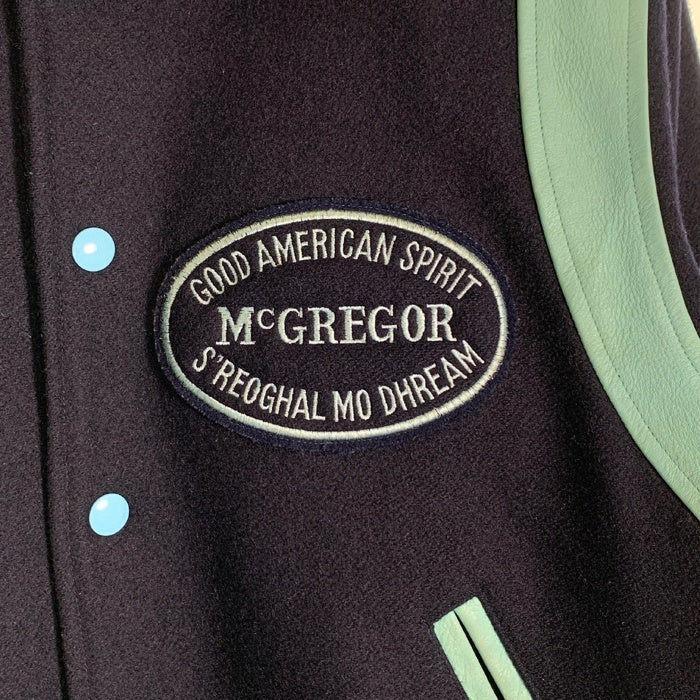 GOOD AMERICAN SPIRIT
McGREGOR
S'REOGHAL MO DHREAM